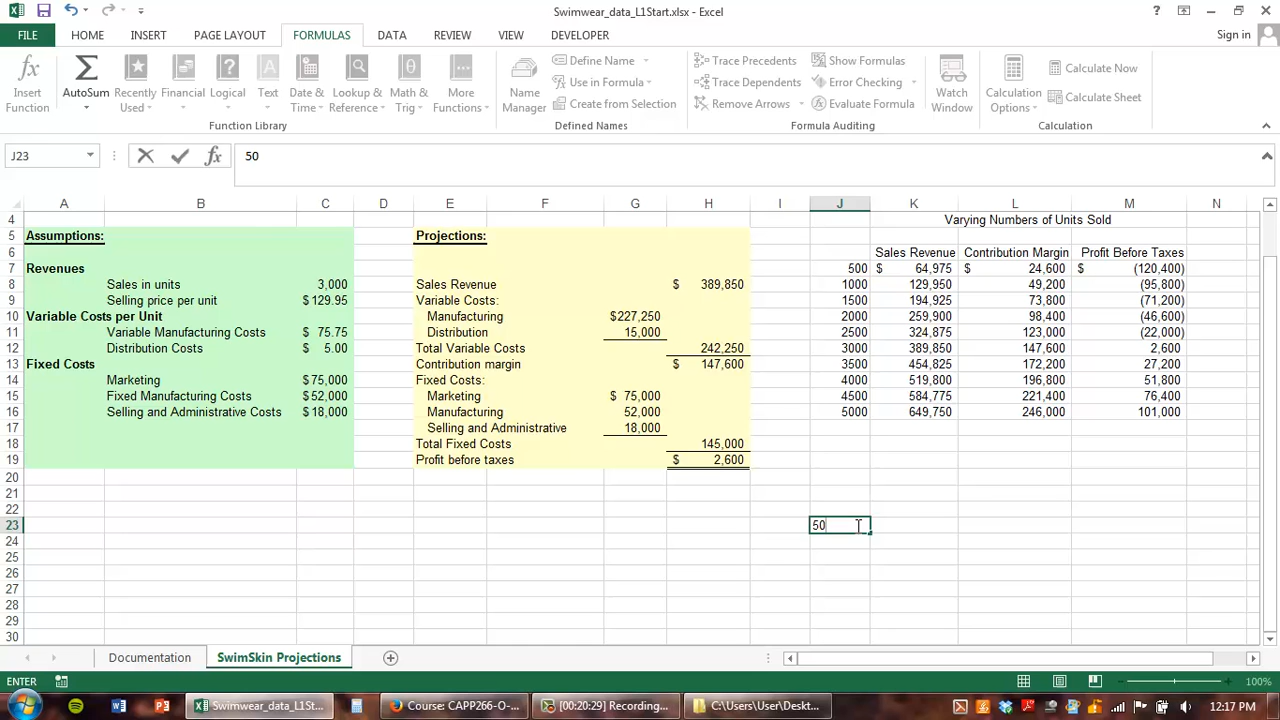 Swimwear_data_L1Start.xlsx - Excel
FILE HOME INSERT PAGE LAYOUT FORMULAS DATA REVIEW VIEW DEVELOPER Sign in
Insert Function
AutoSum
Recently Used
Financial
Logical
Text
Date & Time
Lookup & Reference
Math & Trig
More Functions
Function Library
Name Manager
Define Name
Use in Formula
Create from Selection
Defined Names
Trace Precedents
Trace Dependents
Remove Arrows
Show Formulas
Error Checking
Evaluate Formula
Formula Auditing
Watch Window
Calculation Options
Calculate Now
Calculate Sheet
Calculation
J23 fx 50
A B C D E F G H I J K L M N
4 Varying Numbers of Units Sold
5 Assumptions: Projections:
6 Sales Revenue Contribution Margin Profit Before Taxes
7 Revenues 500 $ 64,975 $ 24,600 $ (120,400)
8 Sales in units 3,000 Sales Revenue $ 389,850 1000 129,950 49,200 (95,800)
9 Selling price per unit $129.95 Variable Costs: 1500 194,925 73,800 (71,200)
10 Variable Costs per Unit Manufacturing $227,250 2000 259,900 98,400 (46,600)
11 Variable Manufacturing Costs $ 75.75 Distribution 15,000 2500 324,875 123,000 (22,000)
12 Distribution Costs $ 5.00 Total Variable Costs 242,250 3000 389,850 147,600 2,600
13 Fixed Costs Contribution margin $ 147,600 3500 454,825 172,200 27,200
14 Marketing $75,000 Fixed Costs: 4000 519,800 196,800 51,800
15 Fixed Manufacturing Costs $52,000 Marketing $ 75,000 4500 584,775 221,400 76,400
16 Selling and Administrative Costs $18,000 Manufacturing 52,000 5000 649,750 246,000 101,000
17 Selling and Administrative 18,000
18 Total Fixed Costs 145,000
19 Profit before taxes $ 2,600
20
21
22
23 50
24
25
26
27
28
29
30
Documentation SwimSkin Projections
ENTER 100%
Swimwear_data_L1St... Course: CAPP266-O-... [00:20:29] Recording... C:\Users\User\Deskt... 12:17 PM